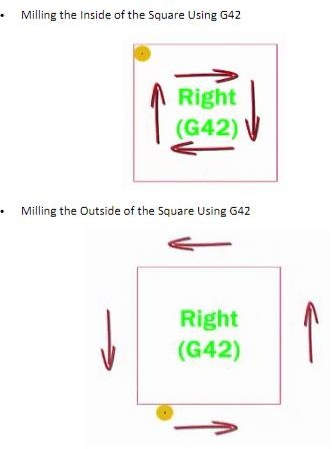 • Milling the Inside of the Square Using G42
Right
(G42)
• Milling the Outside of the Square Using G42
Right
(G42)